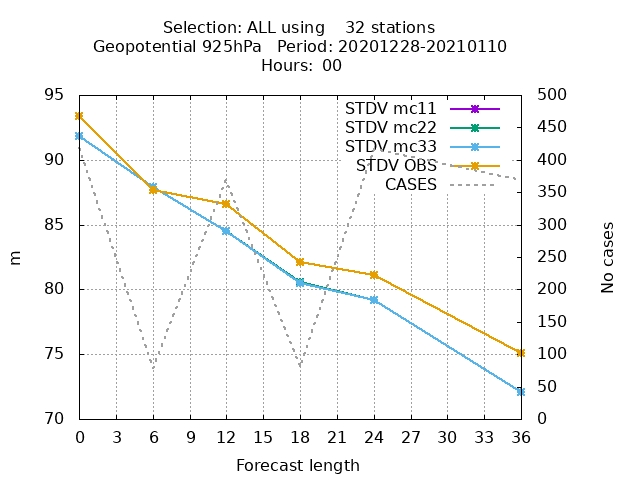 Selection: ALL using    32 stations
Geopotential 925hPa   Period: 20201228-20210110
Hours: 00
95
90
85
80
75
70
m
500
450
400
350
300
250
200
150
100
50
0
No cases
STDV mc11
STDV mc22
STDV mc33
STDV OBS
CASES
0 3 6 9 12 15 18 21 24 27 30 33 36
Forecast length